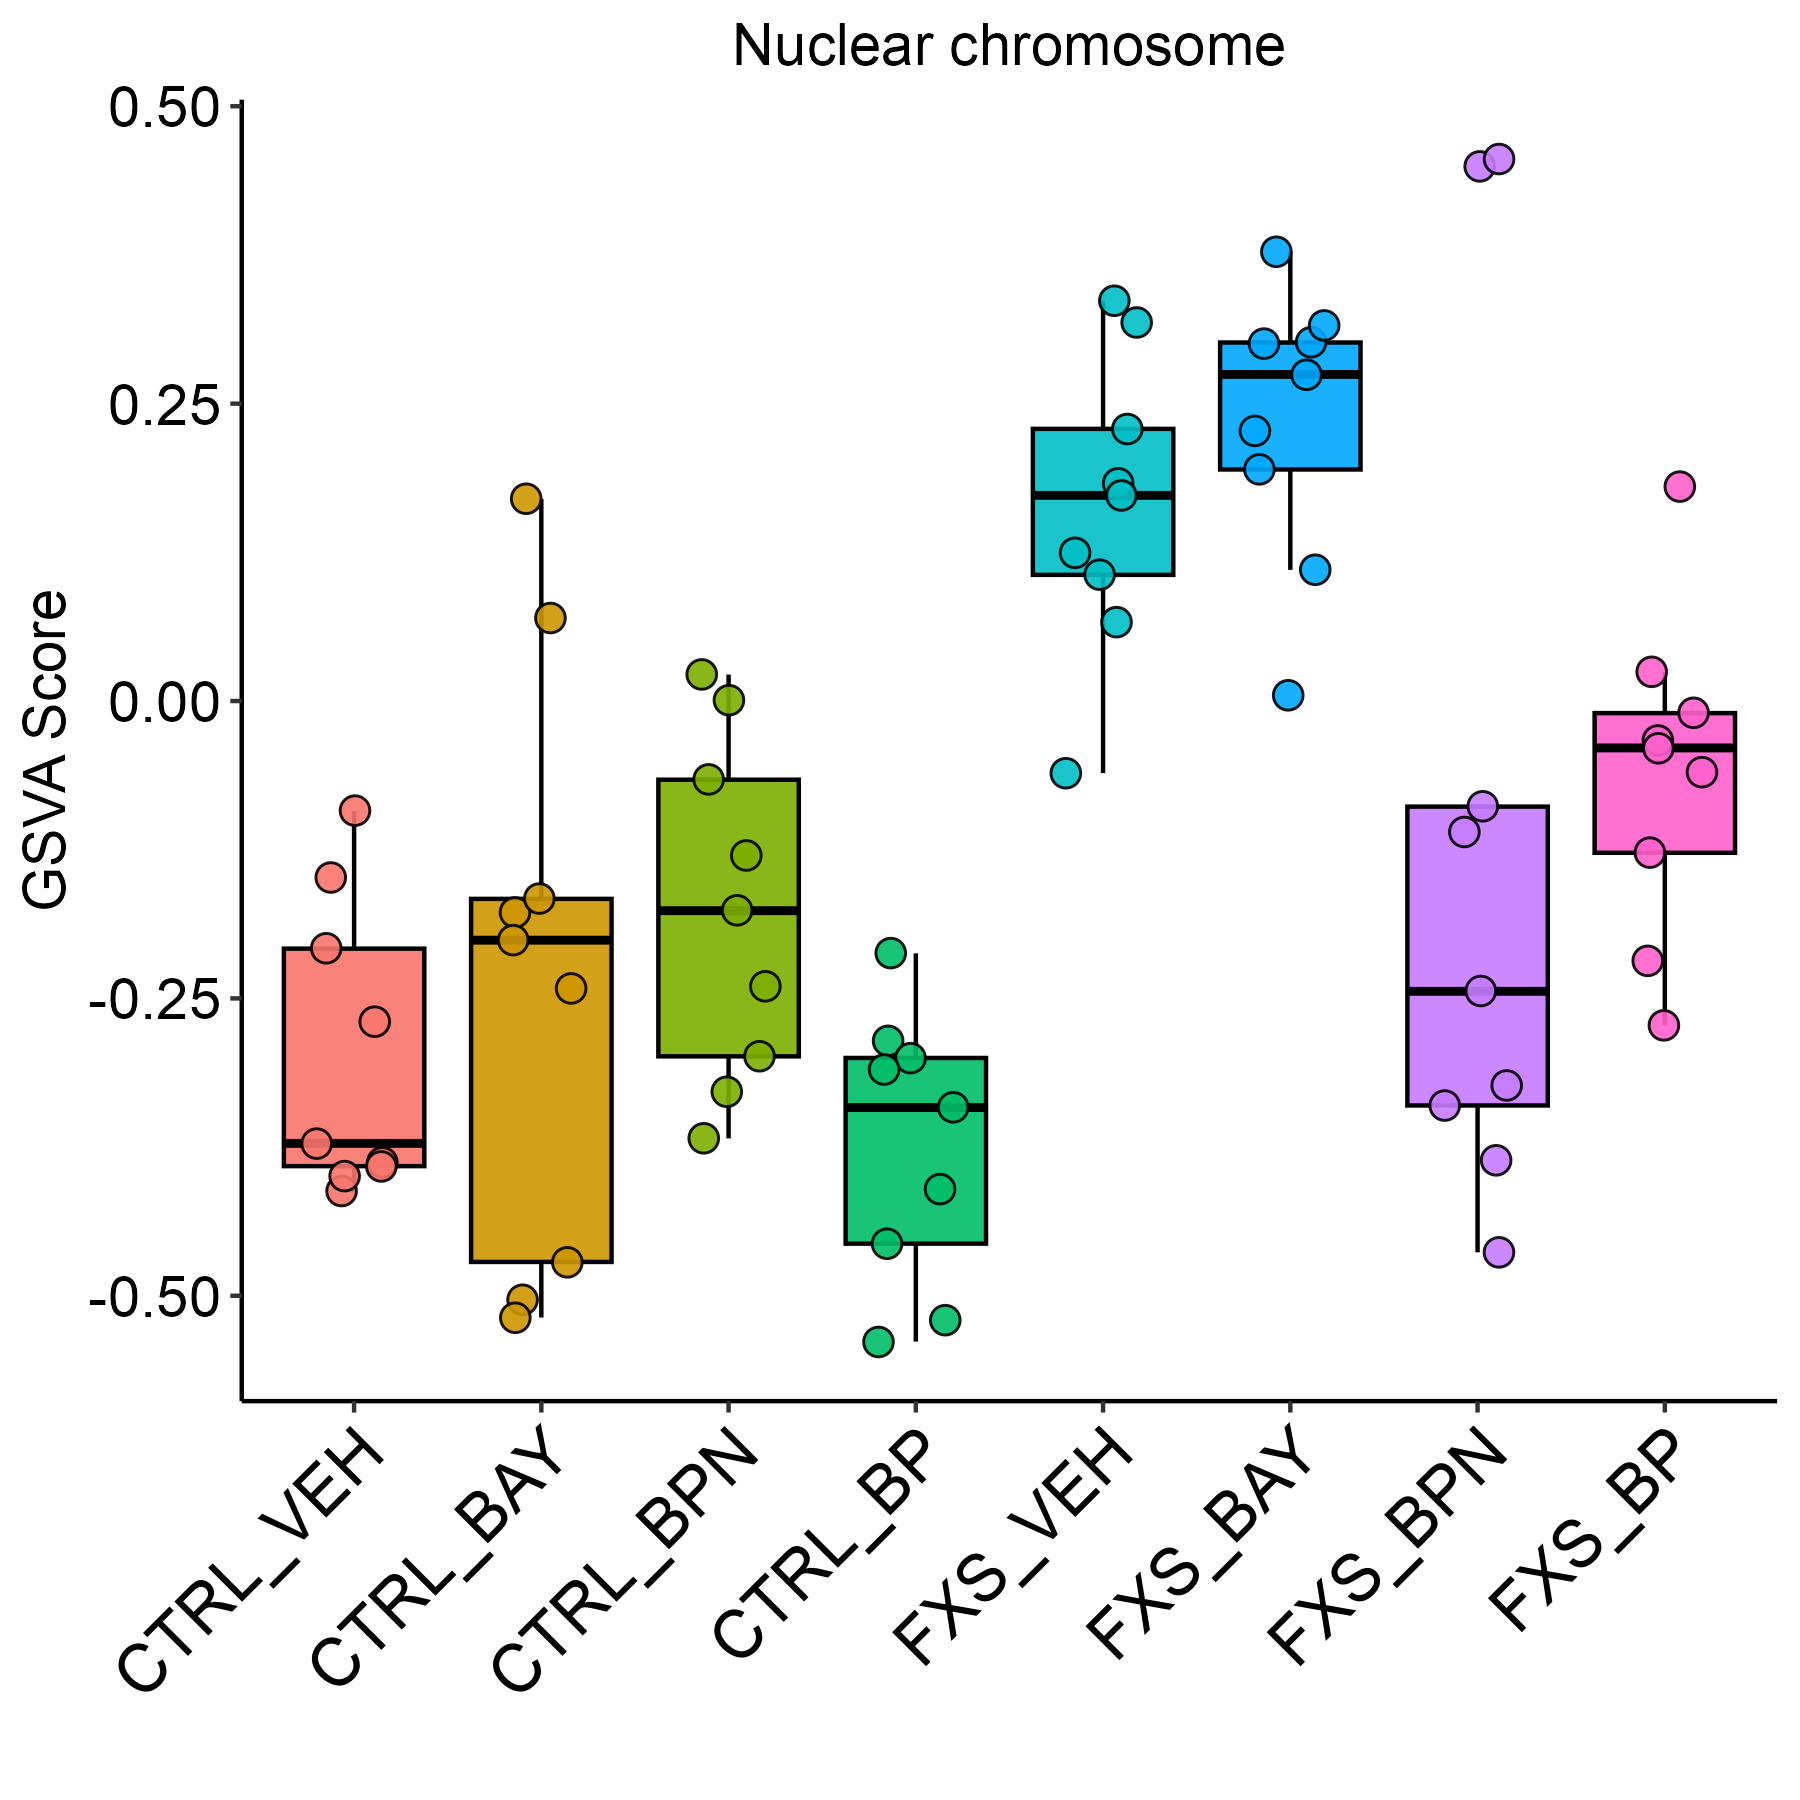 Nuclear chromosome
GSVA Score
0.50
0.25
0.00
-0.25
-0.50
CTRL_VEH
CTRL_BAY
CTRL_BPN
CTRL_BP
FXS_VEH
FXS_BAY
FXS_BPN
FXS_BP